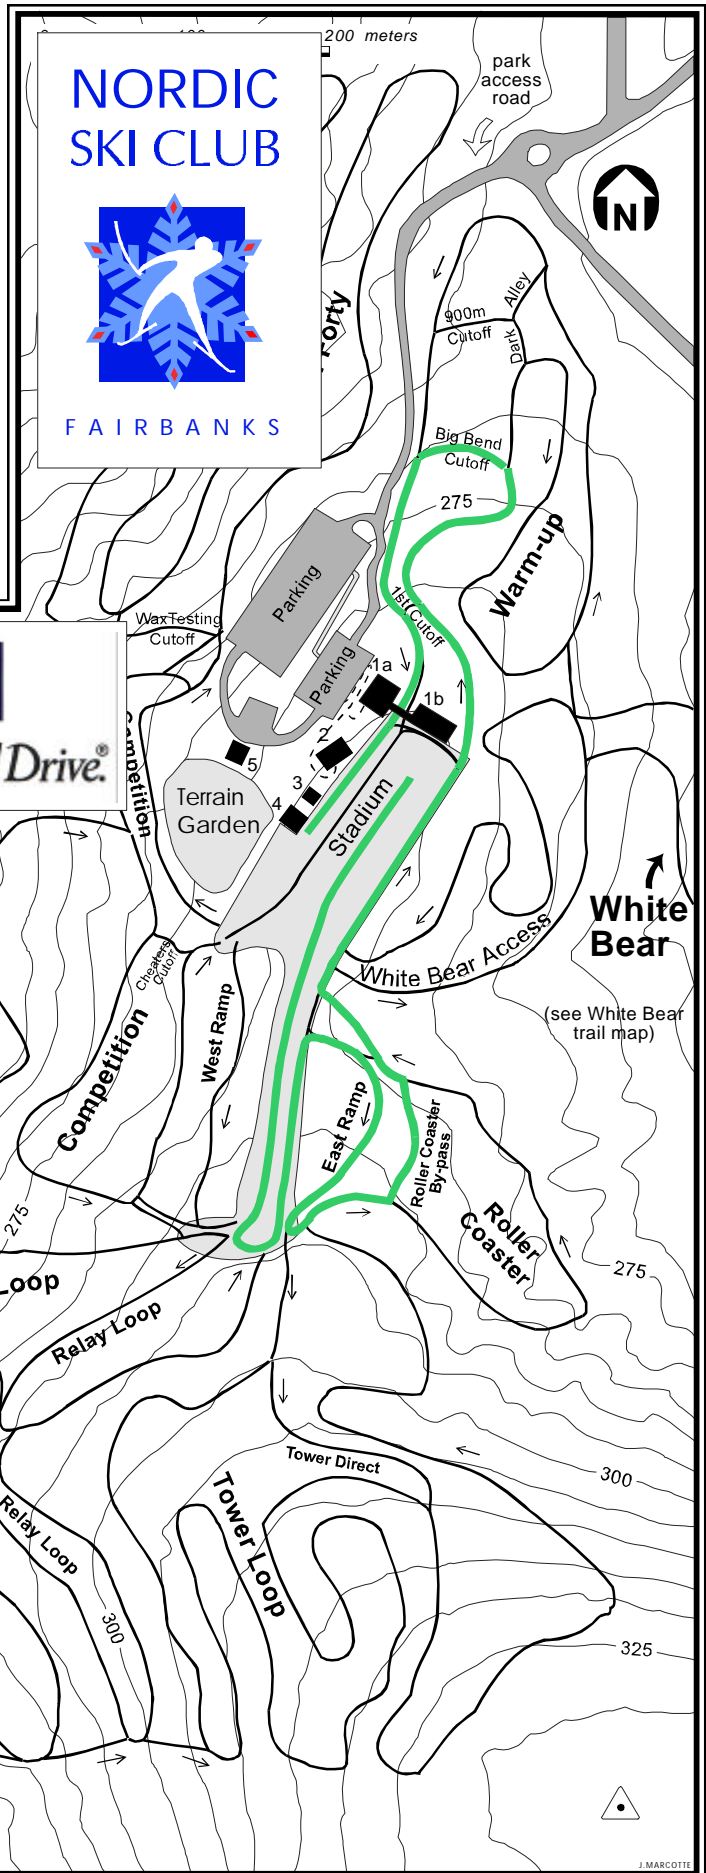 200 meters
NORDIC
SKI CLUB
FAIRBANKS
park
access
road
N
Forty
900m
Cutoff
Dark Alley
Big Bend
Cutoff
275
Warm-up
Parking
1st Cutoff
Wax Testing
Cutoff
Parking
1a
1b
2
5
3
4
Drive.®
Competition
Terrain
Garden
Stadium
White
Bear
White Bear Access
(see White Bear
trail map)
Cheaters
Cutoff
Competition
West Ramp
East Ramp
Roller Coaster
By-pass
Roller
Coaster
275
275
Loop
Relay Loop
Tower Direct
300
Tower Loop
Relay Loop
300
325
J.MARCOTTE